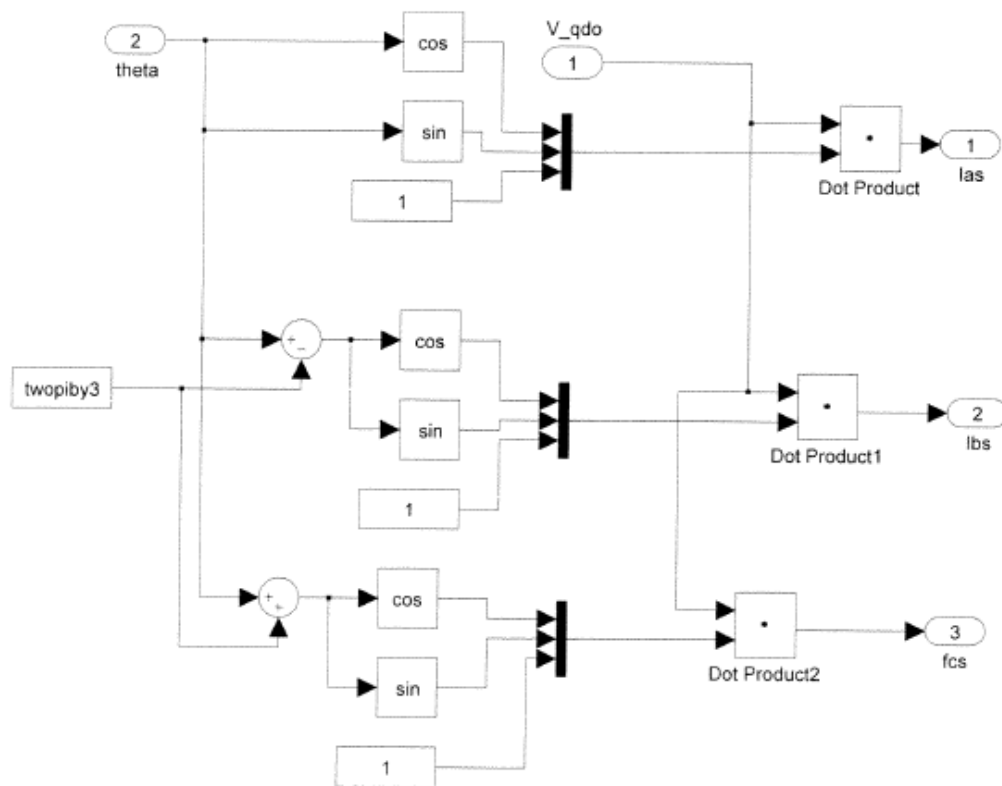 V_qdo
2
cos
1
theta
sin
1
Dot Product
1
Ias
+
−
cos
twopiby3
sin
2
Dot Product1
Ibs
1
+
+
cos
3
Dot Product2
fcs
sin
1